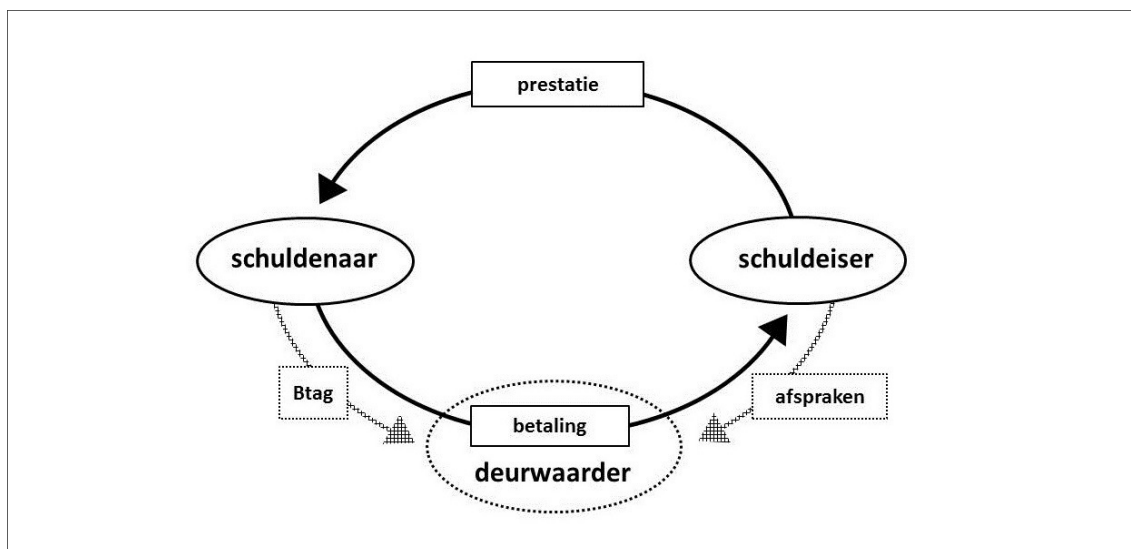 prestatie
schuldenaar
schuldeiser
Btag
afspraken
betaling
deurwaarder